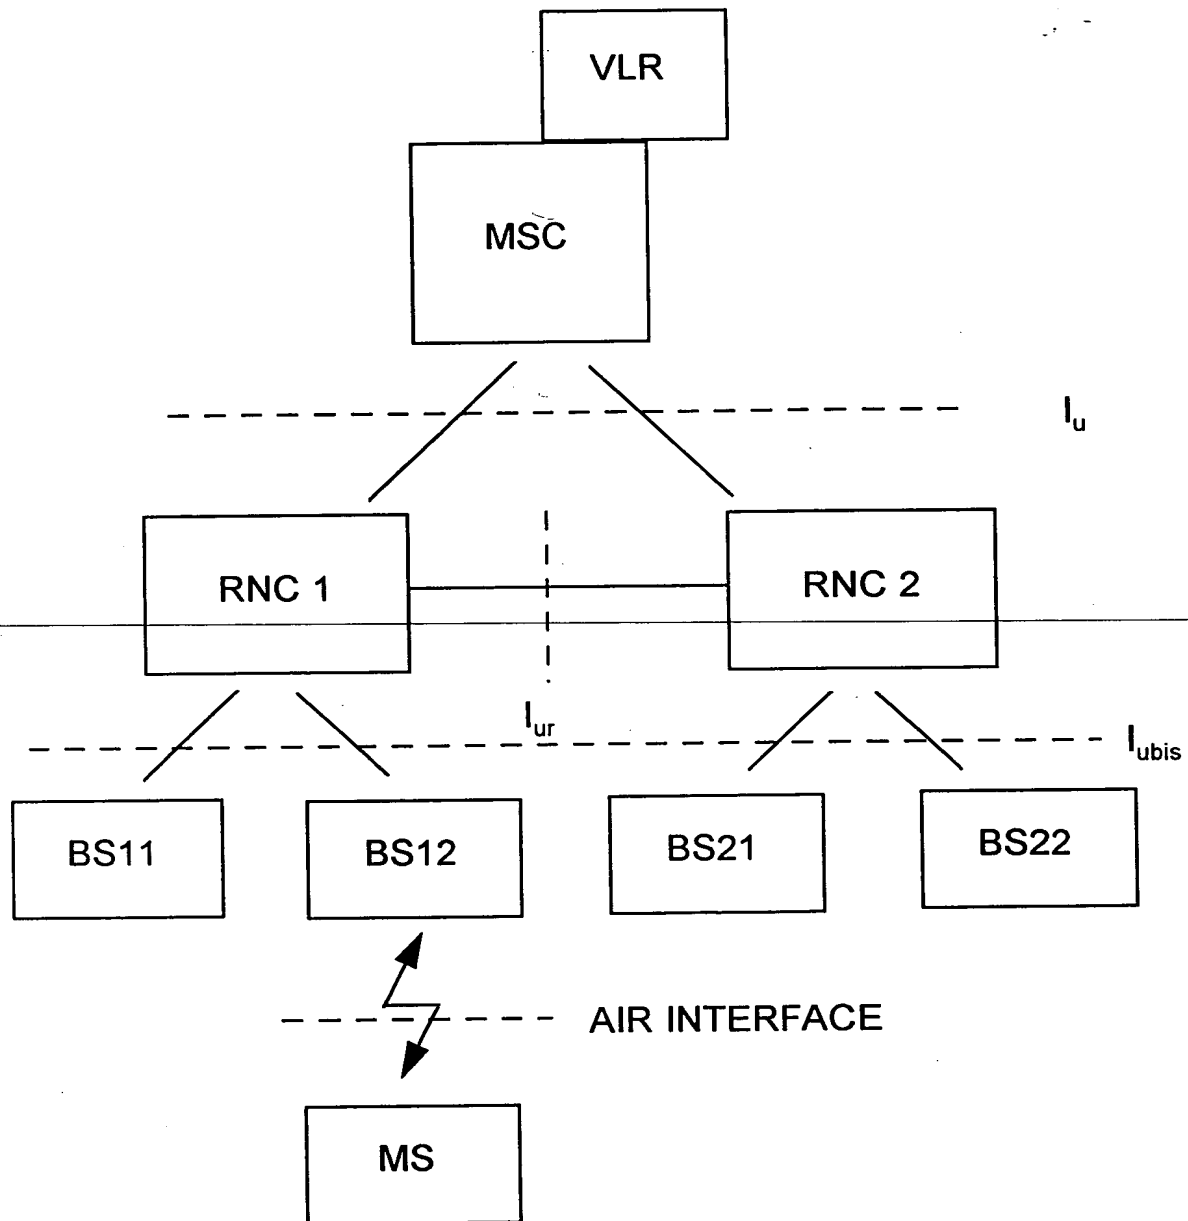 VLR
MSC
Iu
RNC 1
RNC 2
Iur
Iubis
BS11
BS12
BS21
BS22
AIR INTERFACE
MS